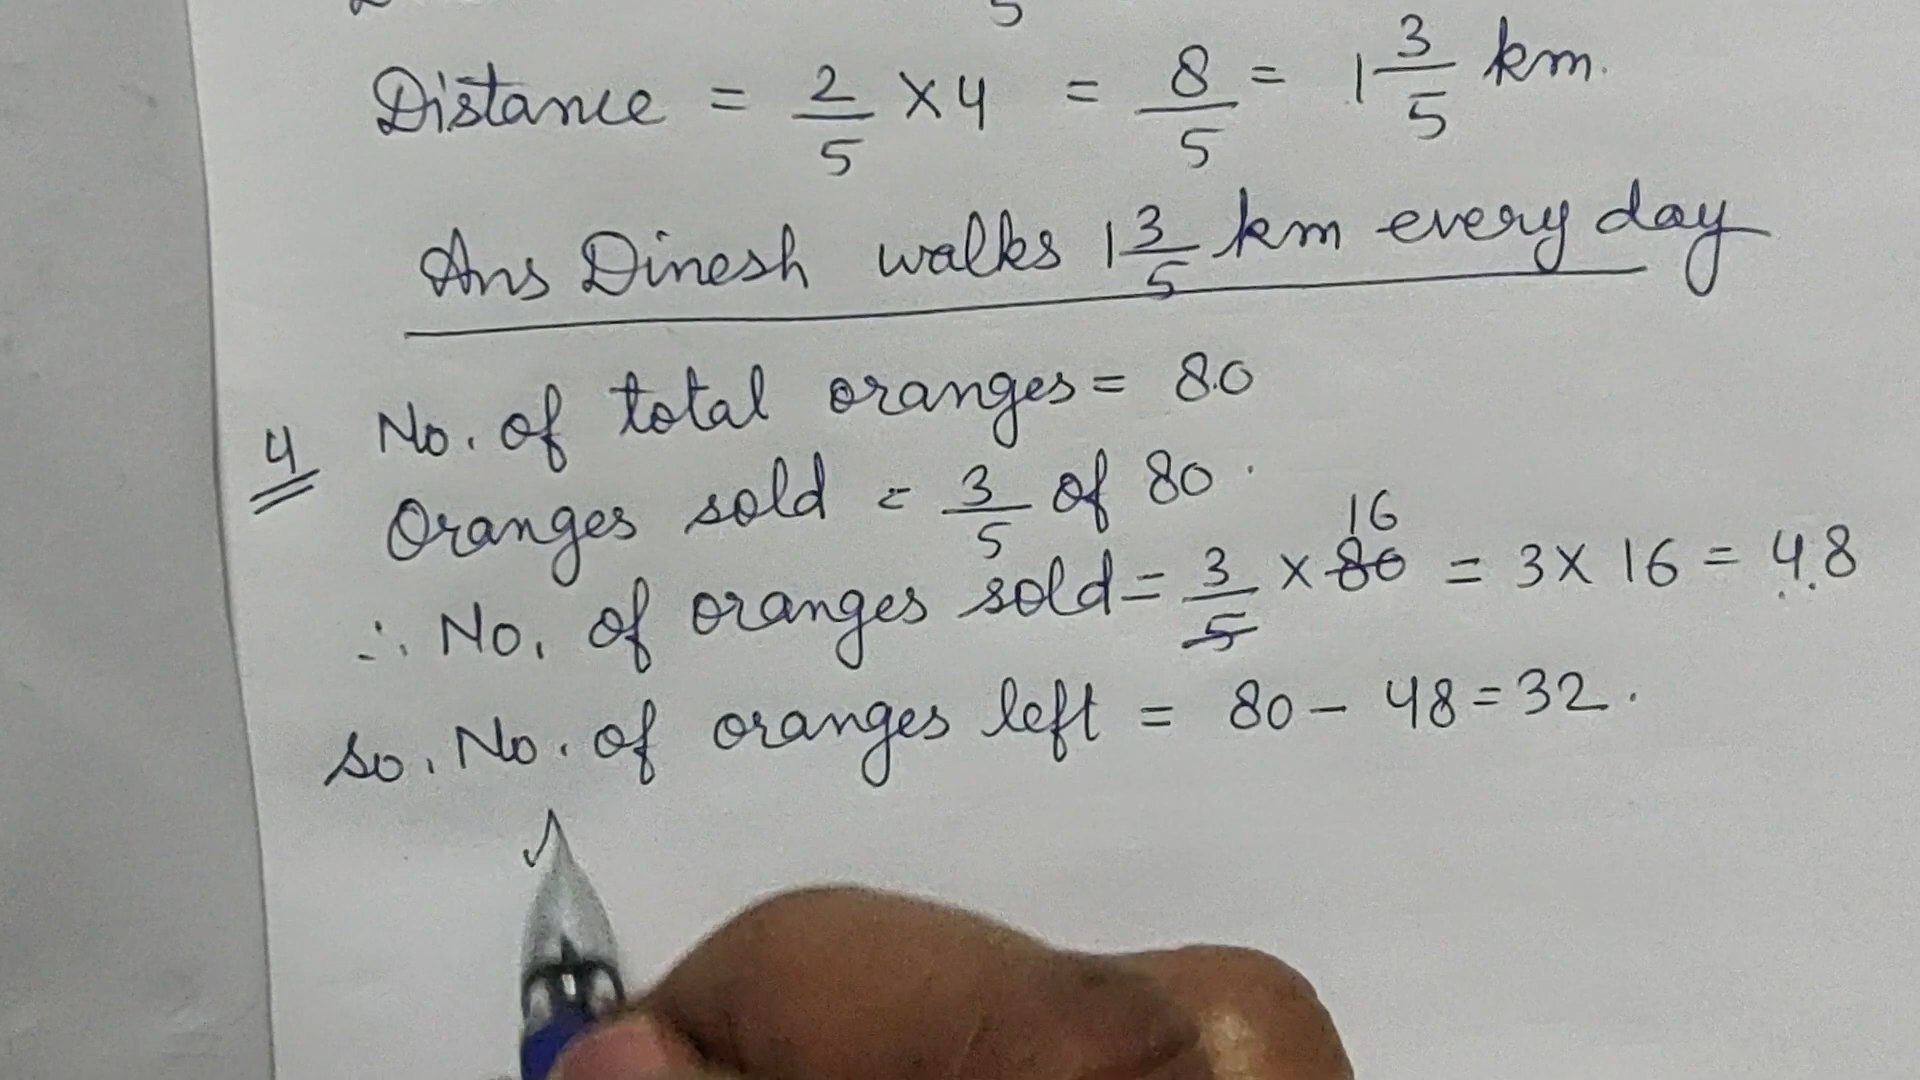 Distance = 2/5 × 4 = 8/5 = 1 3/5 km.
Ans Dinesh walks 1 3/5 km every day
4 No. of total oranges = 80
Oranges sold = 3/5 of 80.
∴ No. of oranges sold = 3/5 × 80 16 = 3 × 16 = 48
so, No. of oranges left = 80 - 48 = 32.